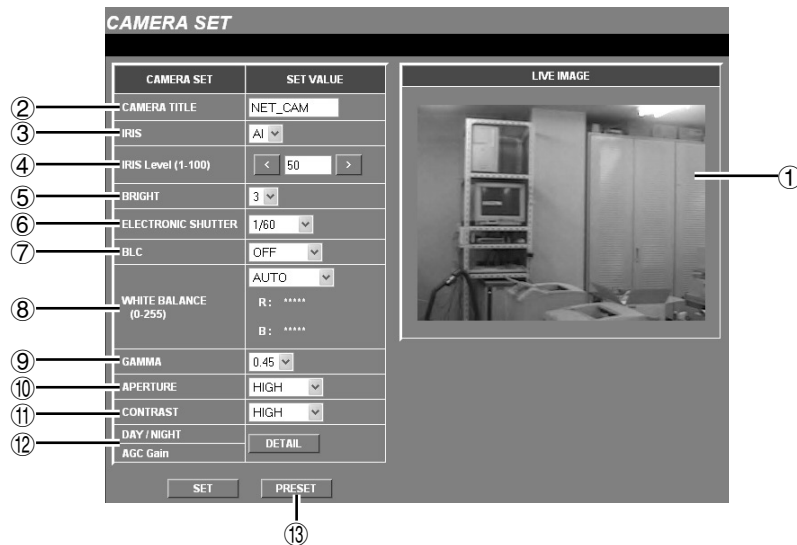 CAMERA SET
CAMERA SET SET VALUE
② CAMERA TITLE NET_CAM
③ IRIS AI
④ IRIS Level (1-100) < 50 >
⑤ BRIGHT 3
⑥ ELECTRONIC SHUTTER 1/60
⑦ BLC OFF
⑧ WHITE BALANCE
(0-255)
AUTO
R: *****
B: *****
⑨ GAMMA 0.45
⑩ APERTURE HIGH
⑪ CONTRAST HIGH
⑫ DAY / NIGHT
AGC Gain
DETAIL
SET PRESET
⑬
LIVE IMAGE
①